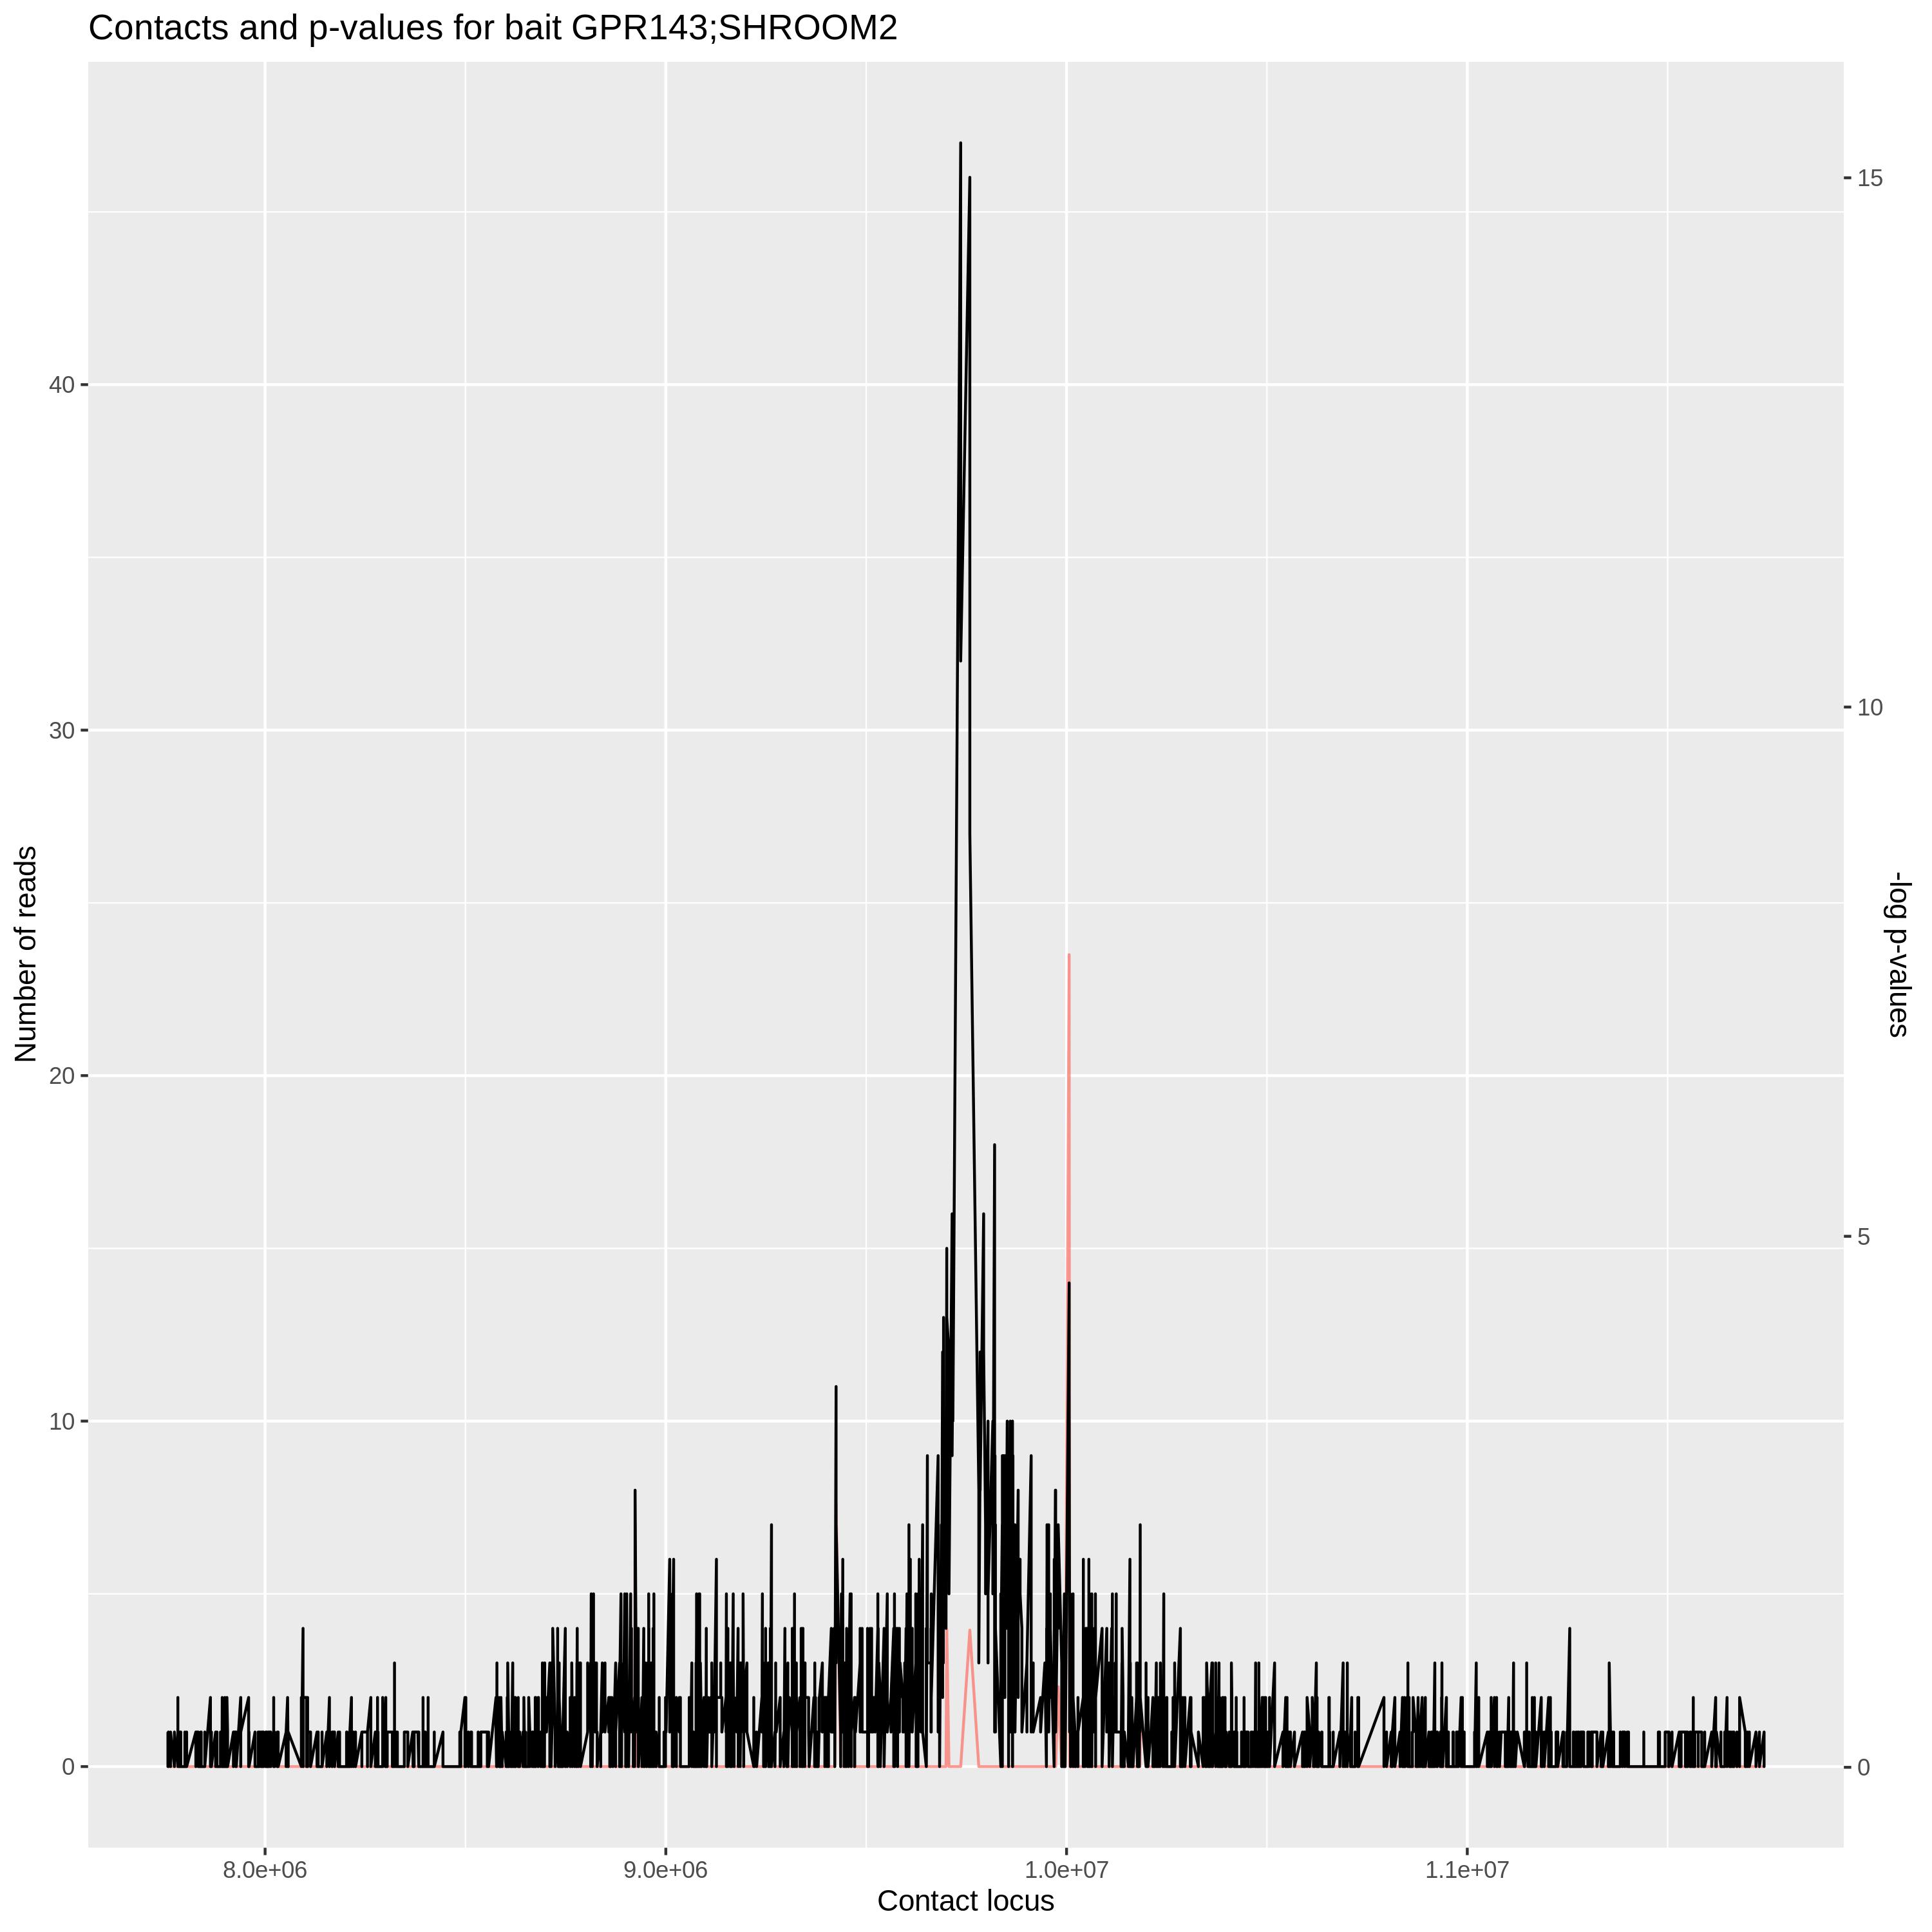 Contacts and p-values for bait GPR143;SHROOM2
Number of reads
40
30
20
10
0
15
10
5
0
-log p-values
8.0e+06
9.0e+06
1.0e+07
1.1e+07
Contact locus